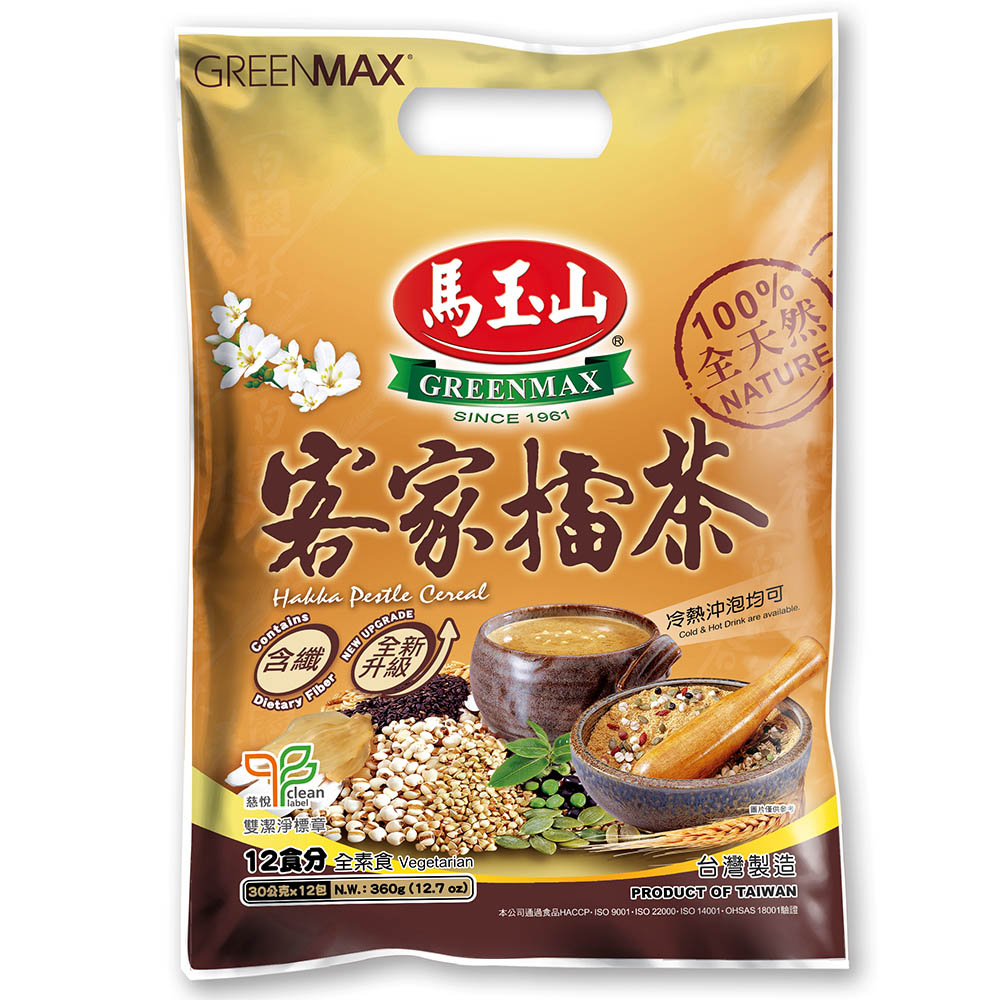 GREENMAX®
馬玉山®
GREENMAX
SINCE 1961
100%
全天然
NATURE
客家擂茶
Hakka Pestle Cereal
冷熱沖泡均可
Cold & Hot Drink are available.
Contains
含纖
Dietary Fiber
NEW UPGRADE
全新
升級
慈悅
clean
label
雙潔淨標章
圖片僅供參考
12食分 全素食 Vegetarian
30公克x12包 N.W.: 360g (12.7 oz)
台灣製造
PRODUCT OF TAIWAN
本公司通過食品HACCP·ISO 9001·ISO 22000·ISO 14001·OHSAS 18001驗證